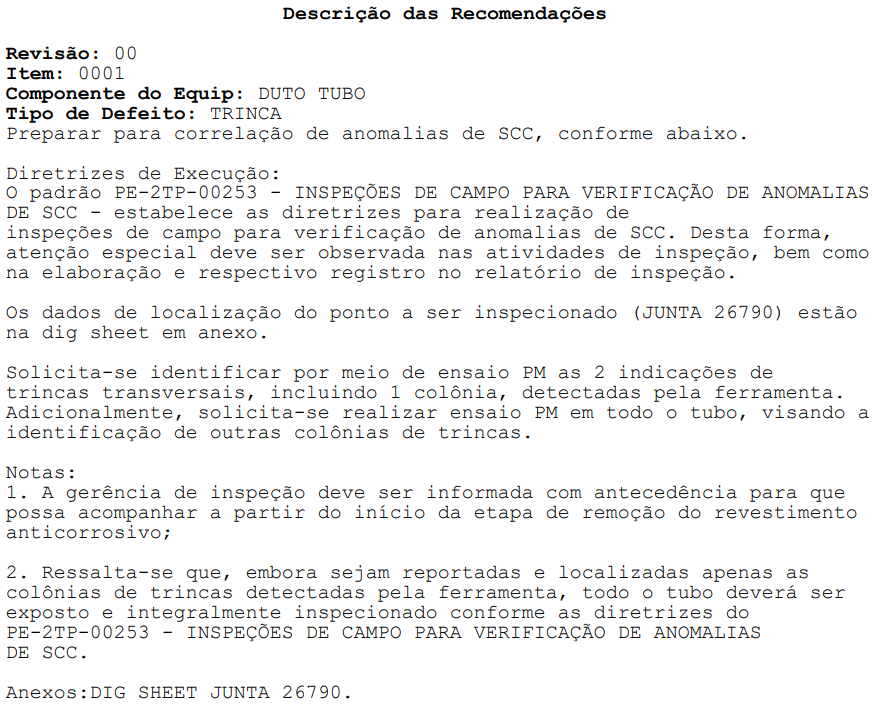 Descrição das Recomendações
Revisão: 00
Item: 0001
Componente do Equip: DUTO TUBO
Tipo de Defeito: TRINCA
Preparar para correlação de anomalias de SCC, conforme abaixo.
Diretrizes de Execução:
O padrão PE-2TP-00253 - INSPEÇÕES DE CAMPO PARA VERIFICAÇÃO DE ANOMALIAS
DE SCC - estabelece as diretrizes para realização de
inspeções de campo para verificação de anomalias de SCC. Desta forma,
atenção especial deve ser observada nas atividades de inspeção, bem como
na elaboração e respectivo registro no relatório de inspeção.
Os dados de localização do ponto a ser inspecionado (JUNTA 26790) estão
na dig sheet em anexo.
Solicita-se identificar por meio de ensaio PM as 2 indicações de
trincas transversais, incluindo 1 colônia, detectadas pela ferramenta.
Adicionalmente, solicita-se realizar ensaio PM em todo o tubo, visando a
identificação de outras colônias de trincas.
Notas:
1. A gerência de inspeção deve ser informada com antecedência para que
possa acompanhar a partir do início da etapa de remoção do revestimento
anticorrosivo;
2. Ressalta-se que, embora sejam reportadas e localizadas apenas as
colônias de trincas detectadas pela ferramenta, todo o tubo deverá ser
exposto e integralmente inspecionado conforme as diretrizes do
PE-2TP-00253 - INSPEÇÕES DE CAMPO PARA VERIFICAÇÃO DE ANOMALIAS
DE SCC.
Anexos:DIG SHEET JUNTA 26790.